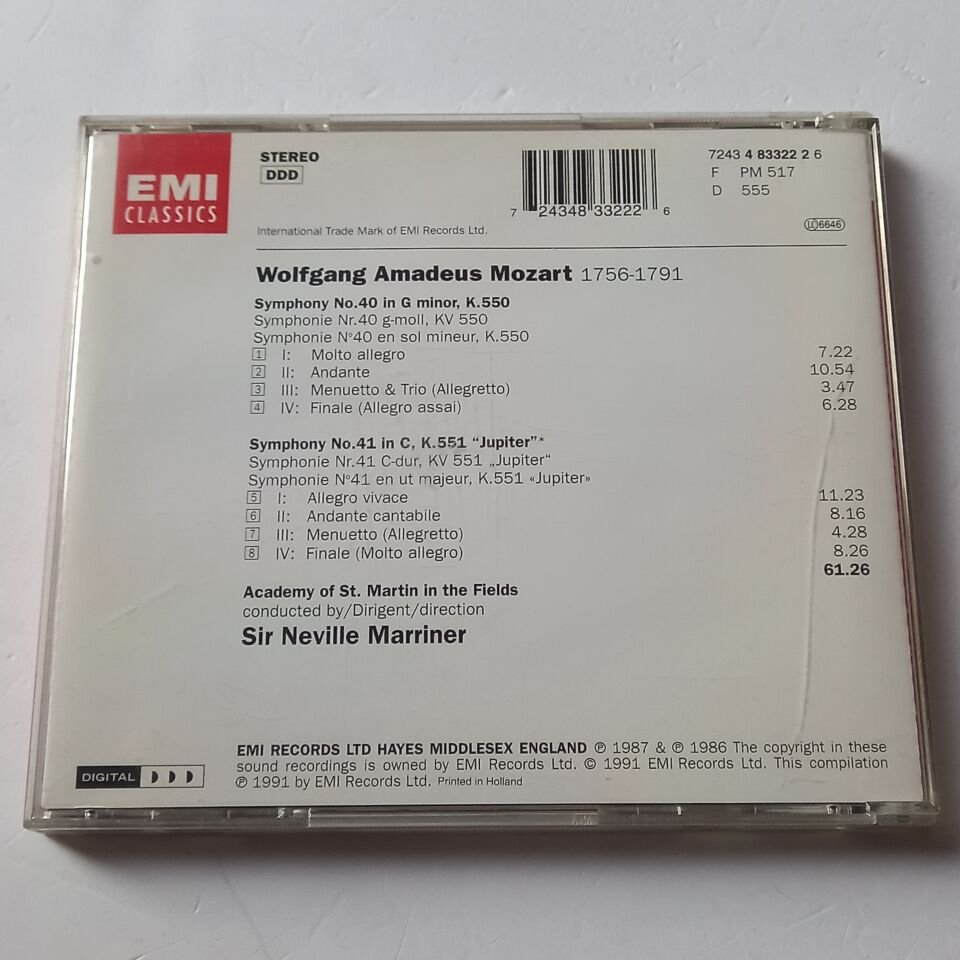 EMI
CLASSICS
STEREO
DDD
7 24348 33222 6
7243 4 83322 2 6
F PM 517
D 555
International Trade Mark of EMI Records Ltd.
LC 6646
Wolfgang Amadeus Mozart 1756-1791
Symphony No.40 in G minor, K.550
Symphonie Nr.40 g-moll, KV 550
Symphonie N°40 en sol mineur, K.550
1 I: Molto allegro 7.22
2 II: Andante 10.54
3 III: Menuetto & Trio (Allegretto) 3.47
4 IV: Finale (Allegro assai) 6.28
Symphony No.41 in C, K.551 “Jupiter”*
Symphonie Nr.41 C-dur, KV 551 „Jupiter“
Symphonie N°41 en ut majeur, K.551 «Jupiter»
5 I: Allegro vivace 11.23
6 II: Andante cantabile 8.16
7 III: Menuetto (Allegretto) 4.28
8 IV: Finale (Molto allegro) 8.26
61.26
Academy of St. Martin in the Fields
conducted by/Dirigent/direction
Sir Neville Marriner
EMI RECORDS LTD HAYES MIDDLESEX ENGLAND ℗ 1987 & ℗ 1986 The copyright in these
sound recordings is owned by EMI Records Ltd. © 1991 EMI Records Ltd. This compilation
℗ 1991 by EMI Records Ltd. Printed in Holland
DIGITAL DDD